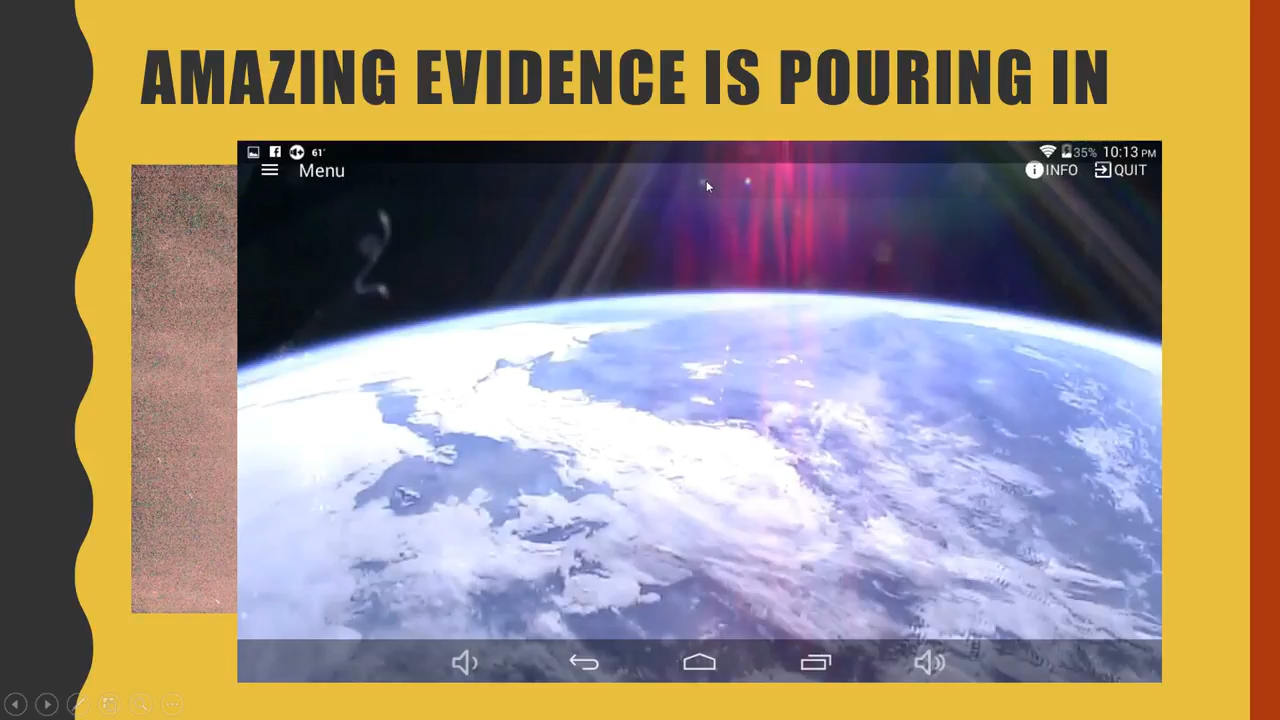 AMAZING EVIDENCE IS POURING IN
61°
35% 10:13 PM
Menu
INFO
QUIT